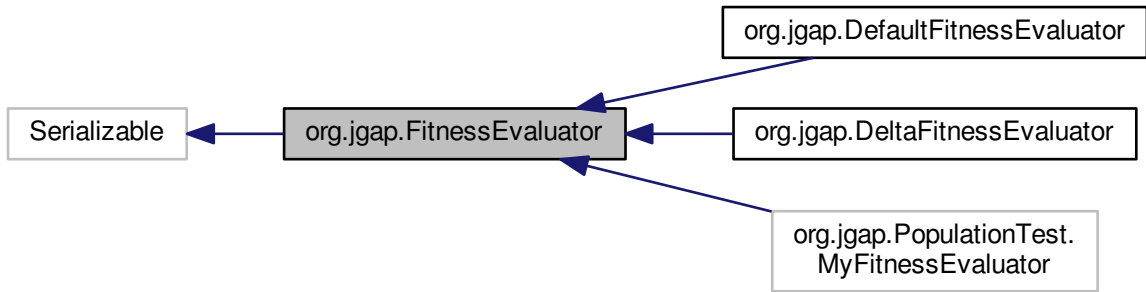 org.jgap.DefaultFitnessEvaluator
Serializable
org.jgap.FitnessEvaluator
org.jgap.DeltaFitnessEvaluator
org.jgap.PopulationTest.
MyFitnessEvaluator